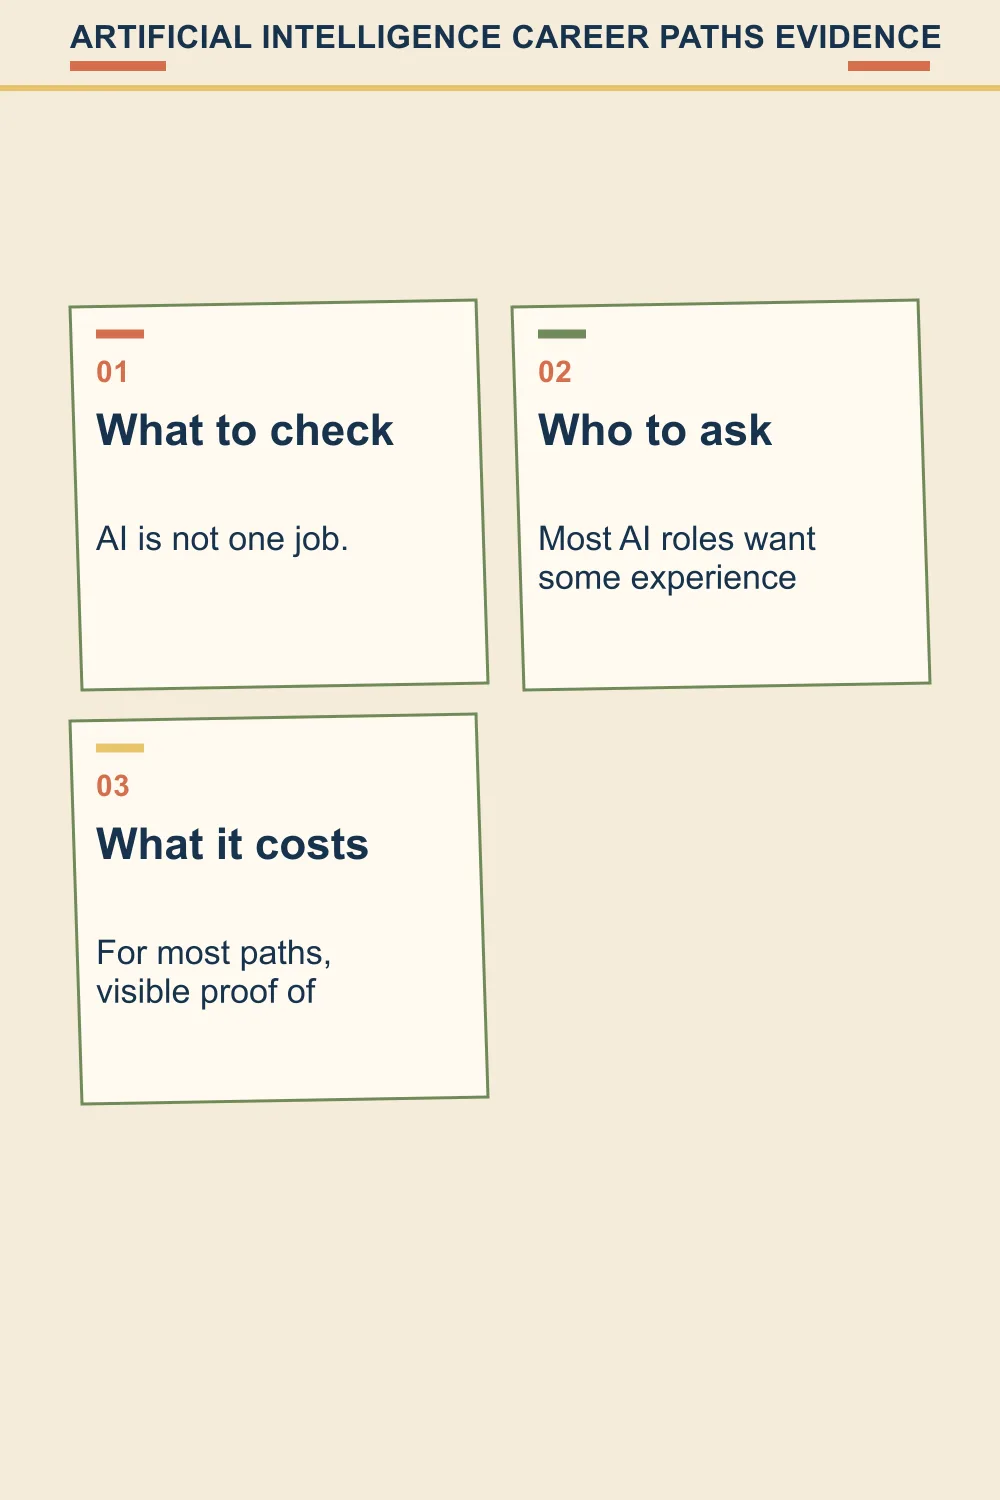 ARTIFICIAL INTELLIGENCE CAREER PATHS EVIDENCE
01
What to check
AI is not one job.
02
Who to ask
Most AI roles want
some experience
03
What it costs
For most paths,
visible proof of